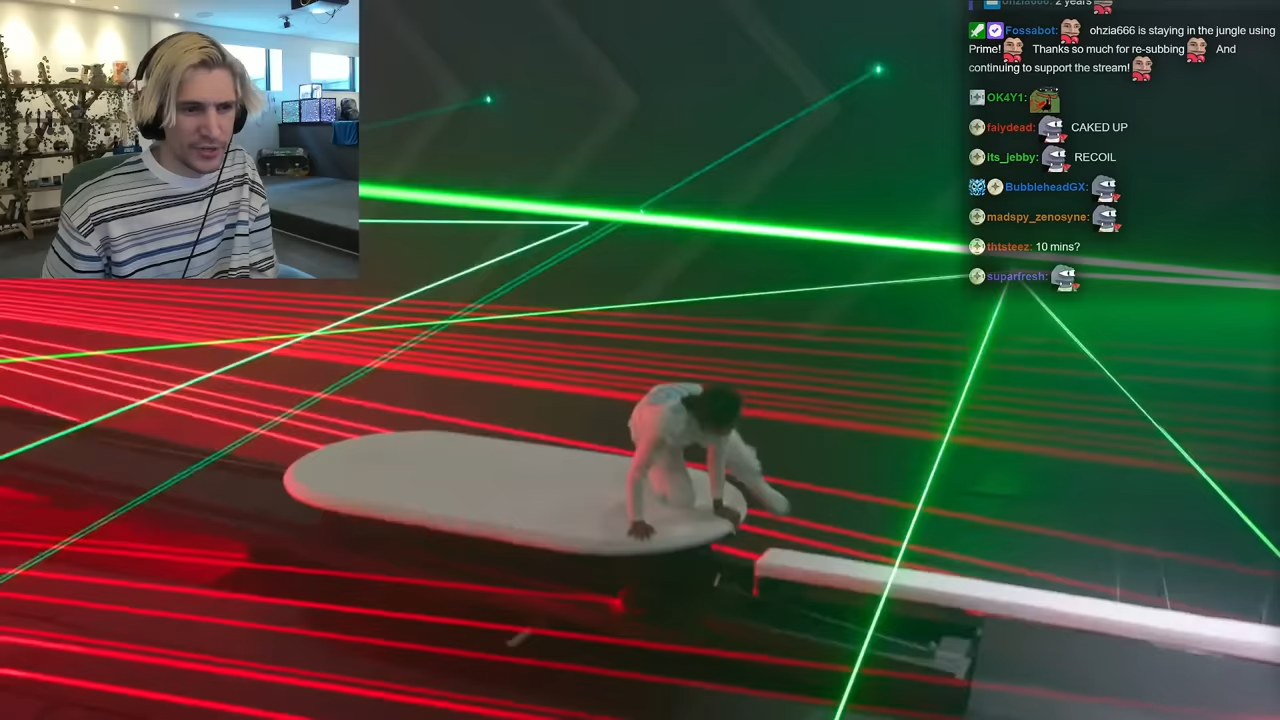 ohzia666: 2 years
Fossabot: ohzia666 is staying in the jungle using
Prime! Thanks so much for re-subbing And
continuing to support the stream!
OK4Y1:
faiydead: CAKED UP
its_jebby: RECOIL
BubbleheadGX:
madspy_zenosyne:
thtsteez: 10 mins?
suparfresh: